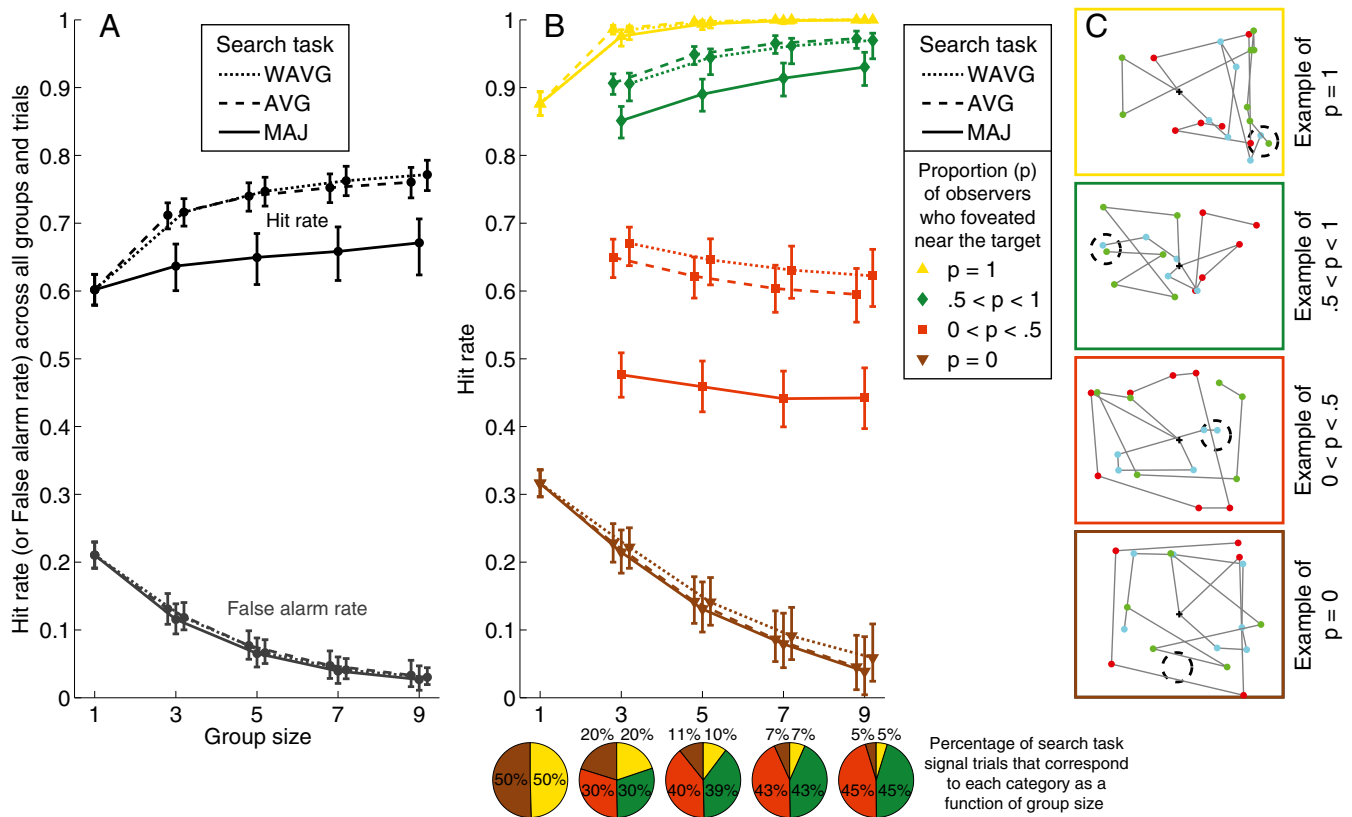 A
Hit rate (or False alarm rate) across all groups and trials
1
0.9
0.8
0.7
0.6
0.5
0.4
0.3
0.2
0.1
0
Search task
WAVG
AVG
MAJ
Hit rate
False alarm rate
1 3 5 7 9
Group size
B
Hit rate
1
0.9
0.8
0.7
0.6
0.5
0.4
0.3
0.2
0.1
0
1 3 5 7 9
Search task
WAVG
AVG
MAJ
Proportion (p)
of observers
who foveated
near the target
p = 1
.5 < p < 1
0 < p < .5
p = 0
50% 50%
20% 20%
30% 30%
11% 10%
40% 39%
7% 7%
43% 43%
5% 5%
45% 45%
Percentage of search task
signal trials that correspond
to each category as a
function of group size
C
Example of
p = 1
Example of
.5 < p < 1
Example of
0 < p < .5
Example of
p = 0